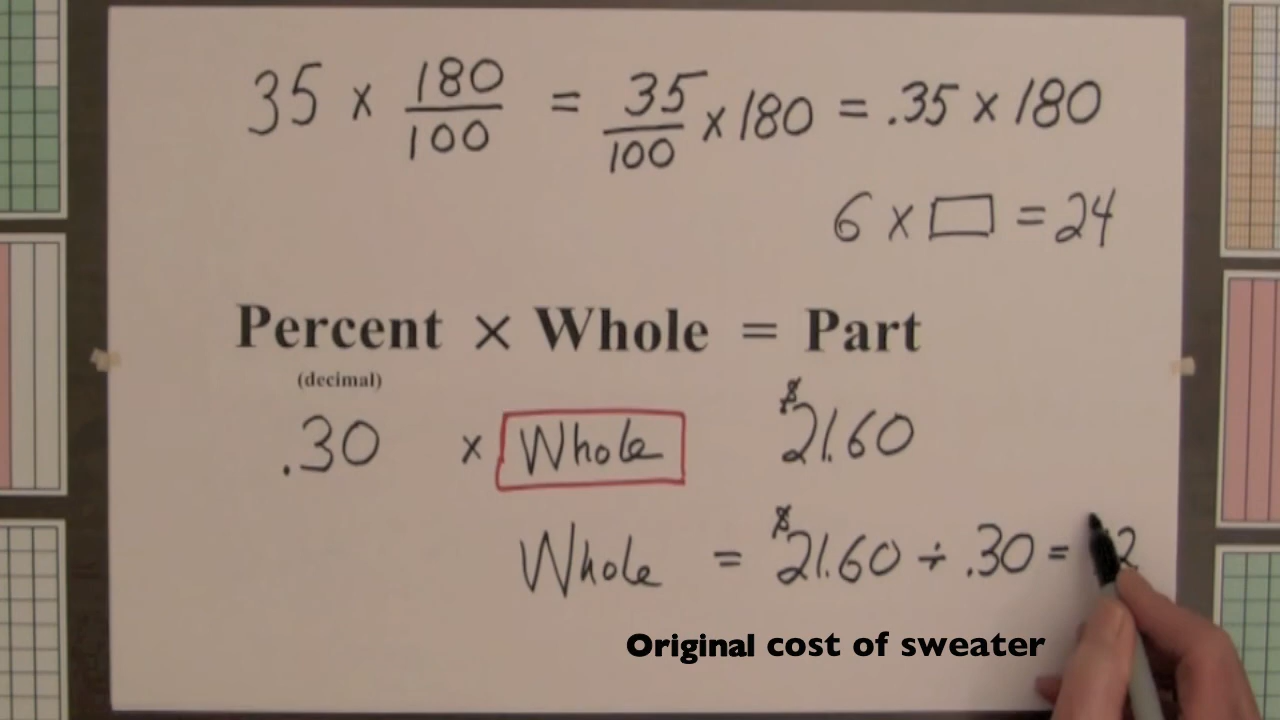 35 × 180/100 = 35/100 × 180 = .35 × 180
6 × □ = 24
Percent × Whole = Part
(decimal)
.30 × Whole $21.60
Whole = $21.60 ÷ .30 =
Original cost of sweater